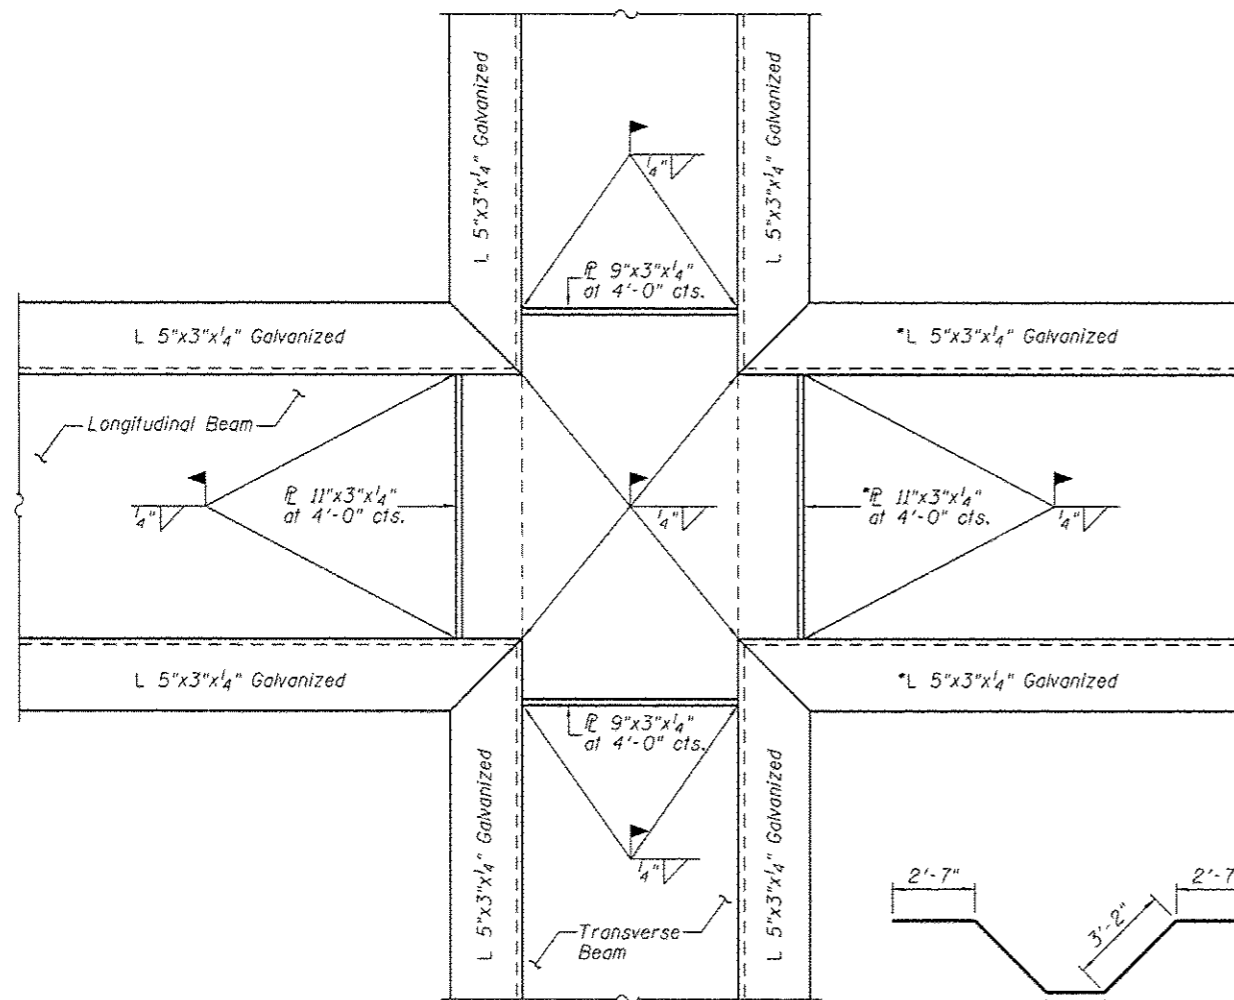 L 5"x3"x1/4" Galvanized
L 5"x3"x1/4" Galvanized
1/4"
℄ 9"x3"x1/4"
at 4'-0" cts.
L 5"x3"x1/4" Galvanized
*L 5"x3"x1/4" Galvanized
Longitudinal Beam
PL 11"x3"x1/4"
at 4'-0" cts.
1/4"
1/4"
*PL 11"x3"x1/4"
at 4'-0" cts.
1/4"
L 5"x3"x1/4" Galvanized
*L 5"x3"x1/4" Galvanized
PL 9"x3"x1/4"
at 4'-0" cts.
L 5"x3"x1/4" Galvanized
L 5"x3"x1/4" Galvanized
1/4"
Transverse
Beam
2'-7"
3'-2"
2'-7